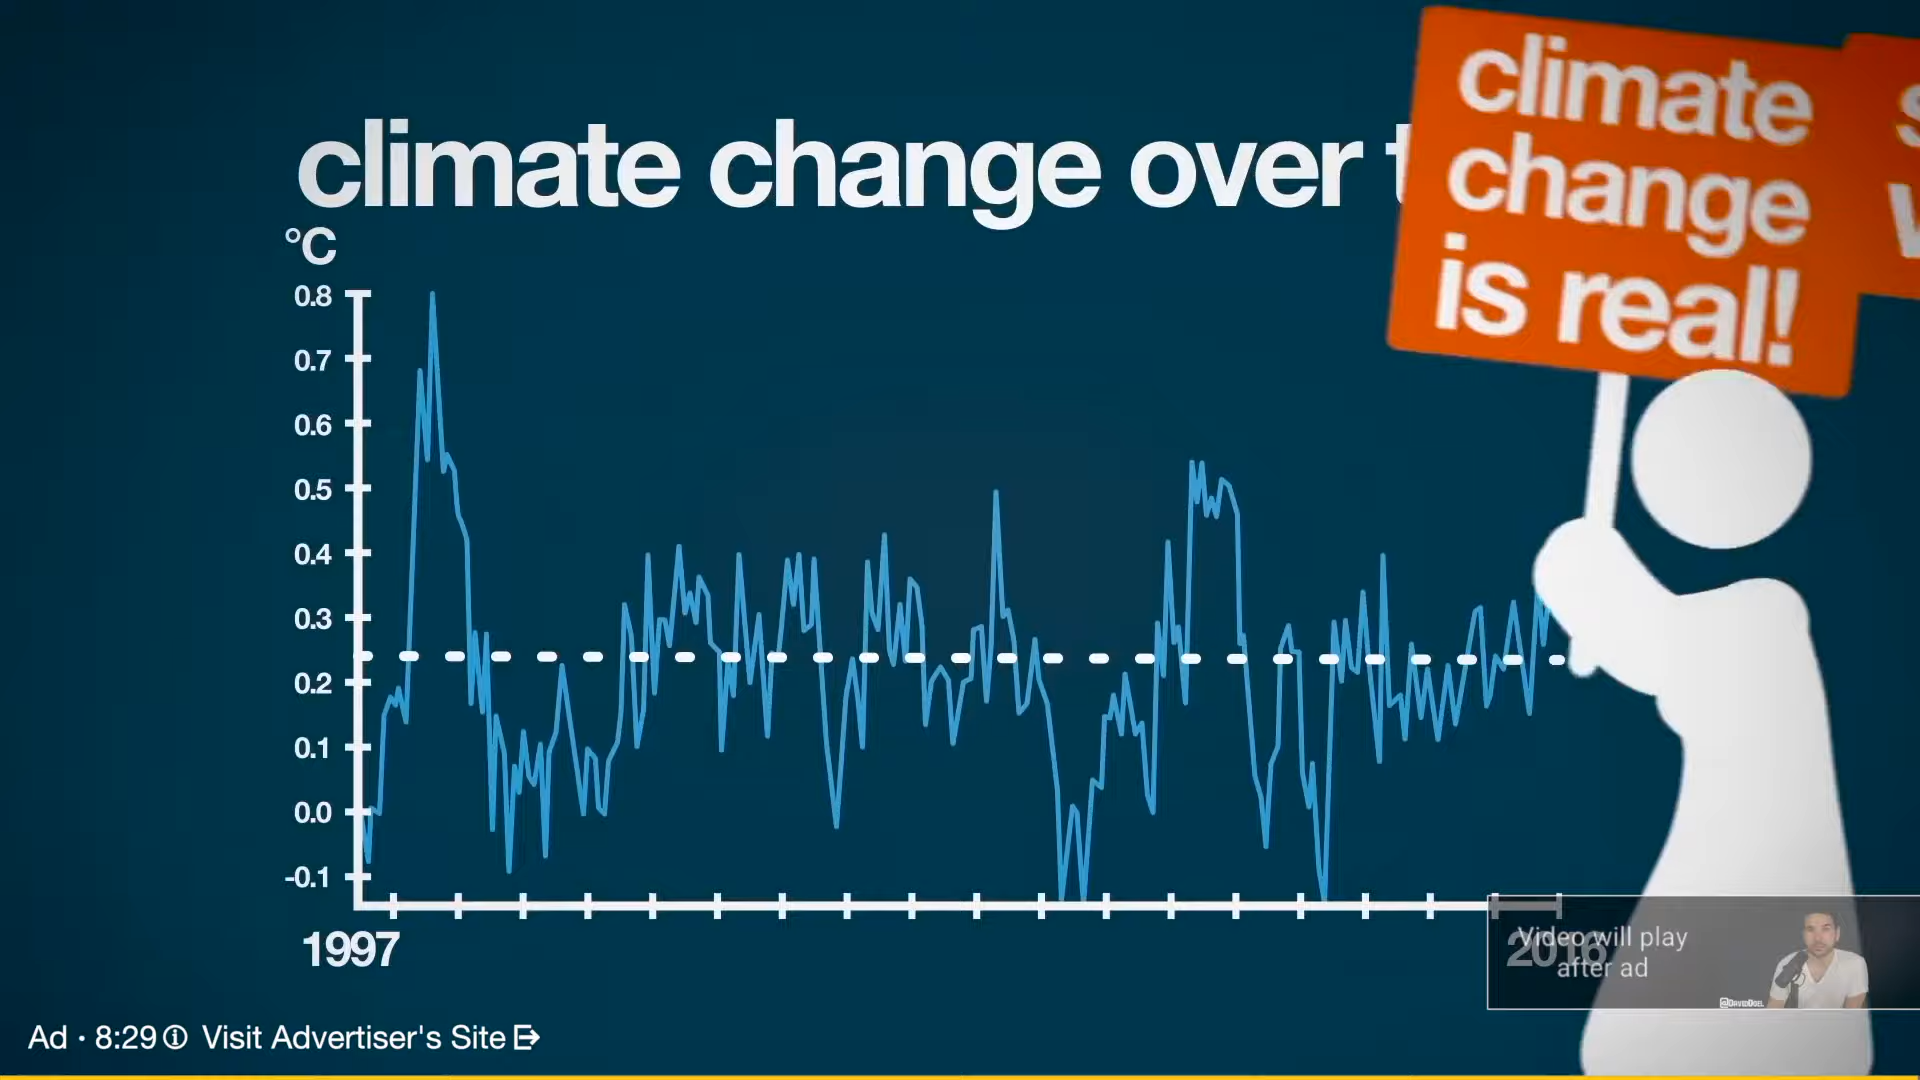 climate change over t
°C
0.8
0.7
0.6
0.5
0.4
0.3
0.2
0.1
0.0
-0.1
1997
2016
climate
change
is real!
s
v
Video will play
after ad
@DAVIDDOEL
Ad · 8:29 Visit Advertiser's Site